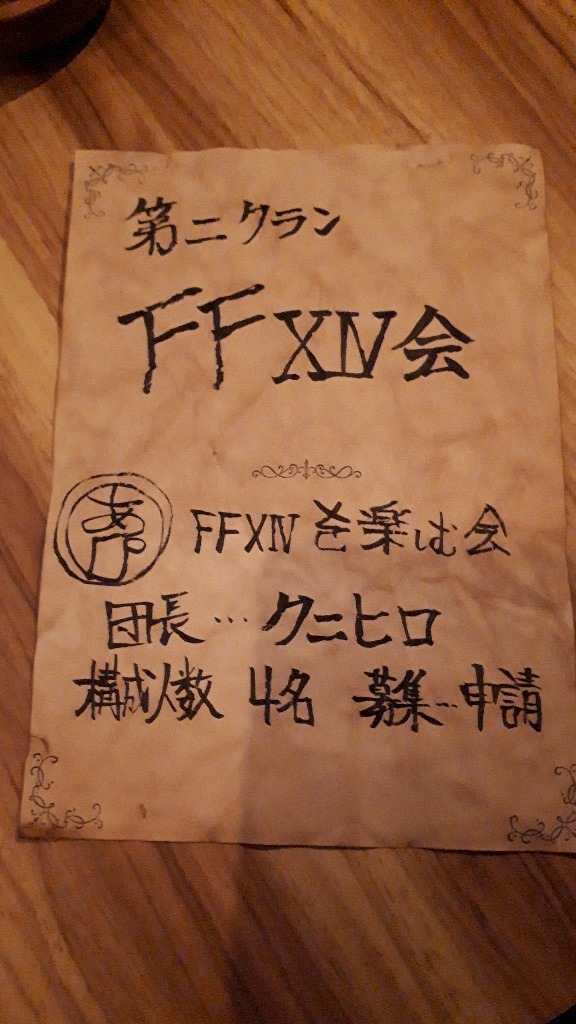 第二クラン
FFXIV会
FFXIVを楽しむ会
団長…クニヒロ
構成人数 4名 募集…申請